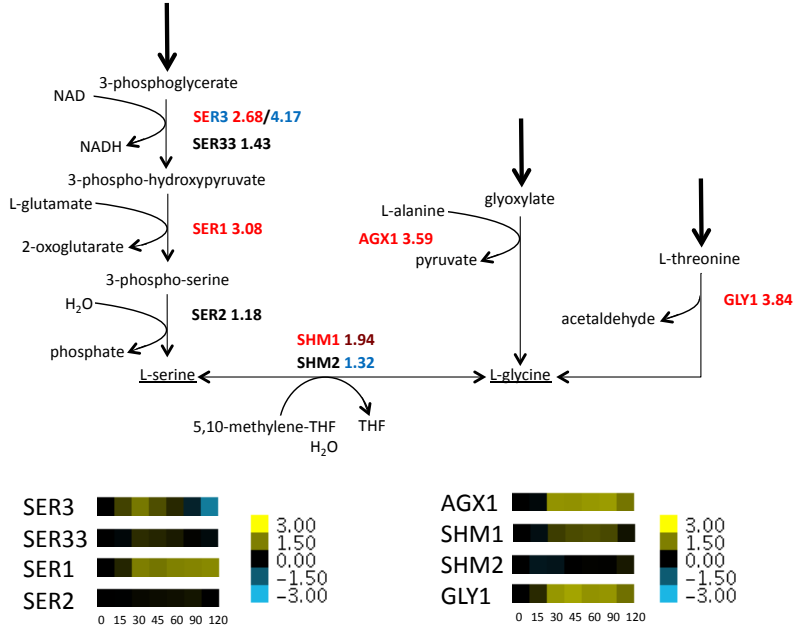 3-phosphoglycerate
NAD
SER3 2.68/4.17
NADH
SER33 1.43
3-phospho-hydroxypyruvate
L-glutamate
SER1 3.08
2-oxoglutarate
3-phospho-serine
H₂O
SER2 1.18
phosphate
L-serine
glyoxylate
L-alanine
AGX1 3.59
pyruvate
L-threonine
GLY1 3.84
acetaldehyde
SHM1 1.94
SHM2 1.32
L-glycine
5,10-methylene-THF
THF
H₂O
SER3
SER33
SER1
SER2
0 15 30 45 60 90 120
3.00
1.50
0.00
−1.50
−3.00
AGX1
SHM1
SHM2
GLY1
0 15 30 45 60 90 120
3.00
1.50
0.00
−1.50
−3.00